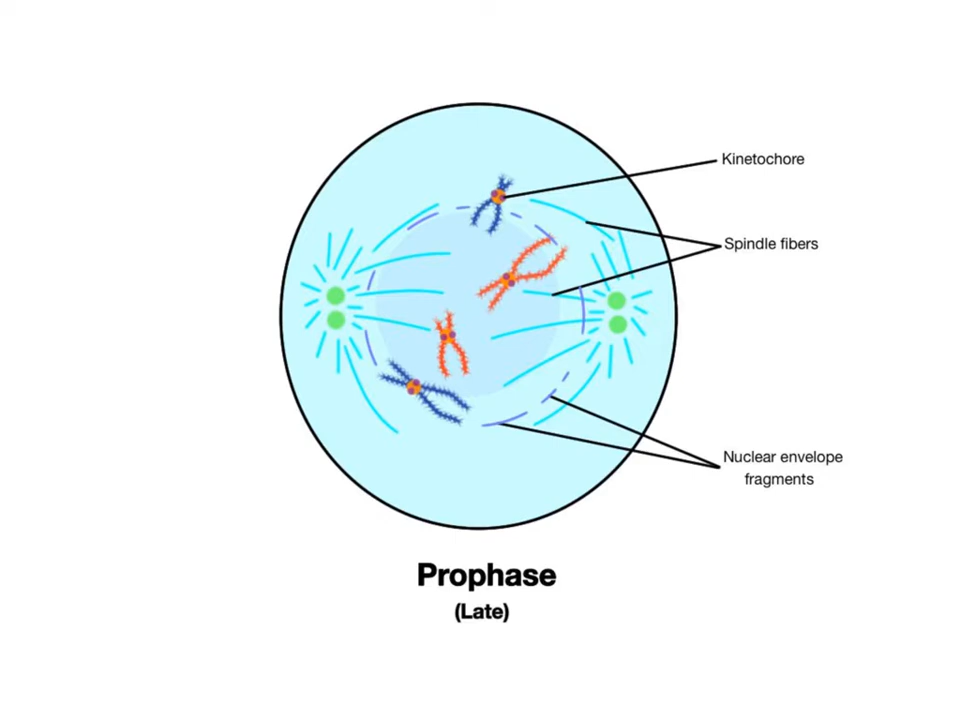 Kinetochore
Spindle fibers
Nuclear envelope
fragments
Prophase
(Late)